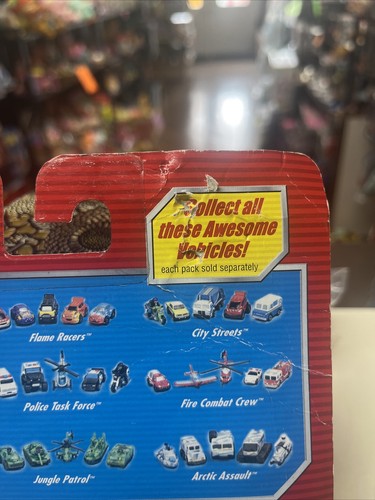 Collect all
these Awesome
Vehicles!
each pack sold separately
Flame Racers™
City Streets™
Police Task Force™
Fire Combat Crew™
Jungle Patrol™
Arctic Assault™